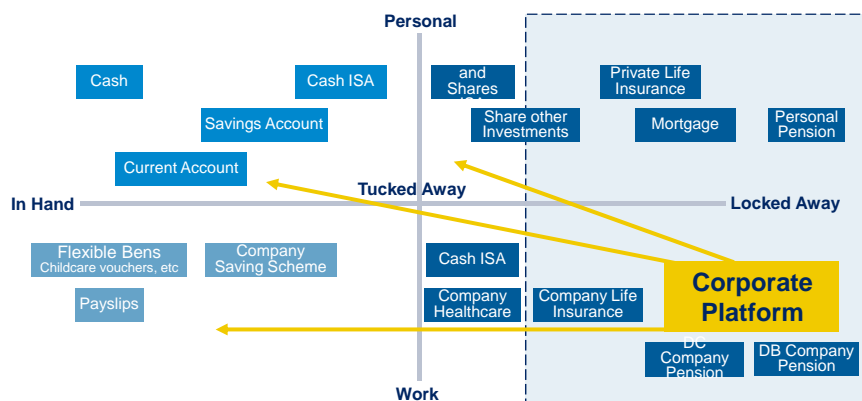 Personal
Cash
Cash ISA
and
Shares
Private Life
Insurance
Savings Account
Share other
Investments
Mortgage
Personal
Pension
Current Account
Tucked Away
In Hand
Locked Away
Flexible Bens
Childcare vouchers, etc
Company
Saving Scheme
Cash ISA
Corporate
Platform
Payslips
Company
Healthcare
Company Life
Insurance
DC
Company
Pension
DB Company
Pension
Work